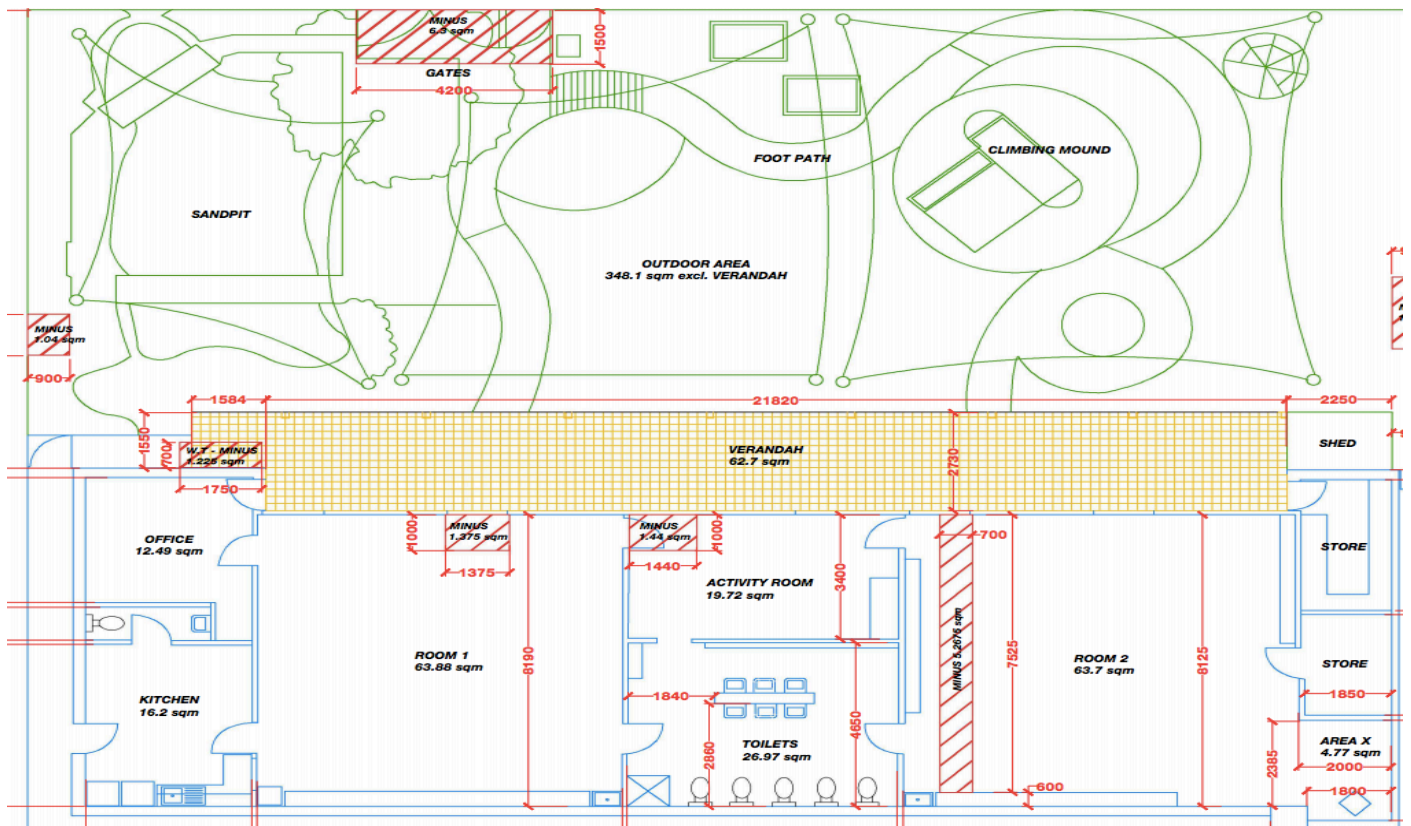 MINUS
6.3 sqm
1500
GATES
4200
FOOT PATH
CLIMBING MOUND
SANDPIT
OUTDOOR AREA
348.1 sqm excl. VERANDAH
MINUS
1.04 sqm
900
1584
21820
2250
1550
700
W.T - MINUS
1.225 sqm
1750
VERANDAH
62.7 sqm
2730
SHED
OFFICE
12.49 sqm
1000
MINUS
1.375 sqm
1375
MINUS
1.44 sqm
1000
1440
700
3400
ACTIVITY ROOM
19.72 sqm
STORE
ROOM 1
63.88 sqm
8190
MINUS 5.2675 sqm
7525
ROOM 2
63.7 sqm
8125
STORE
1850
KITCHEN
16.2 sqm
1840
2860
4650
TOILETS
26.97 sqm
AREA X
4.77 sqm
2000
2385
600
1800